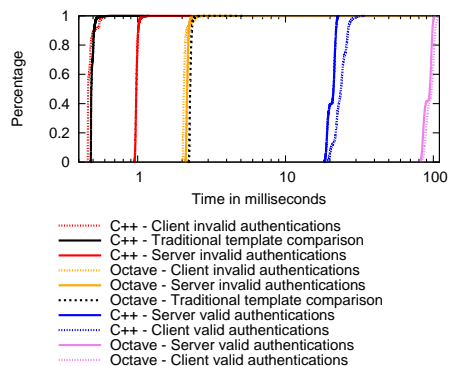 1
0.8
0.6
0.4
0.2
0
Percentage
1 10 100
Time in milliseconds
C++ - Client invalid authentications
C++ - Traditional template comparison
C++ - Server invalid authentications
Octave - Client invalid authentications
Octave - Server invalid authentications
Octave - Traditional template comparison
C++ - Server valid authentications
C++ - Client valid authentications
Octave - Server valid authentications
Octave - Client valid authentications